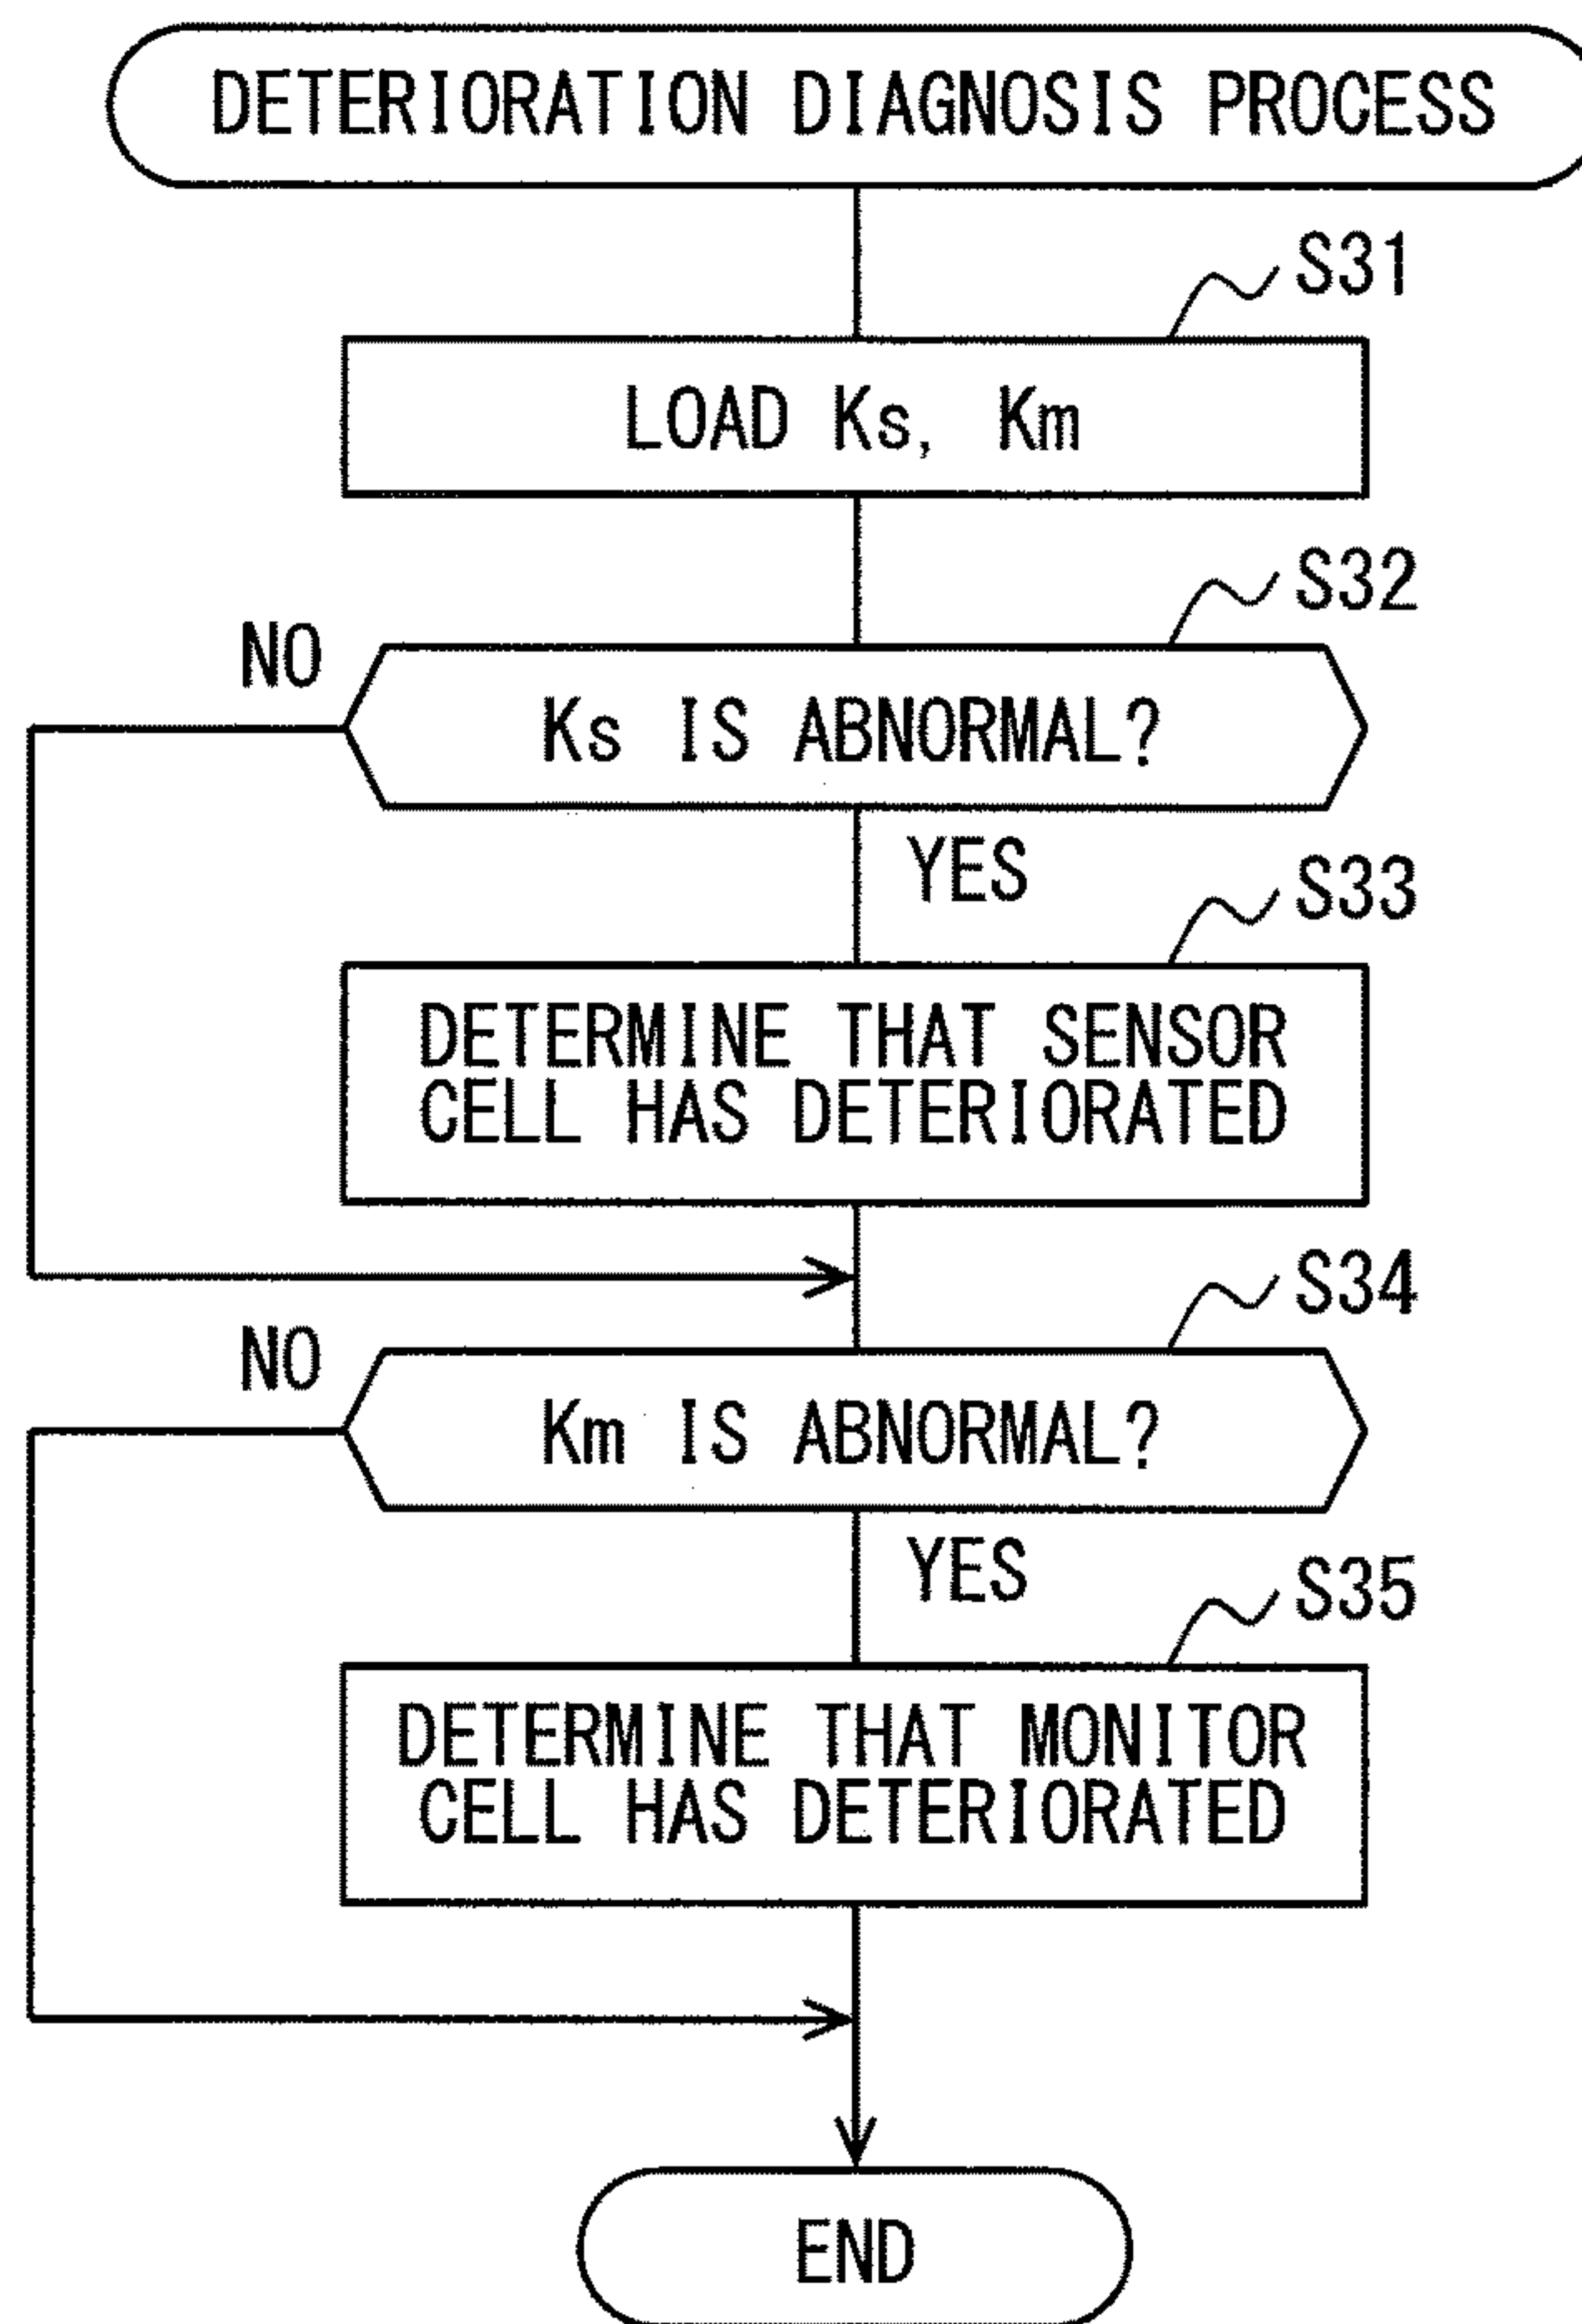 DETERIORATION DIAGNOSIS PROCESS
S31
LOAD Ks, Km
S32
NO
Ks IS ABNORMAL?
YES
S33
DETERMINE THAT SENSOR
CELL HAS DETERIORATED
S34
NO
Km IS ABNORMAL?
YES
S35
DETERMINE THAT MONITOR
CELL HAS DETERIORATED
END